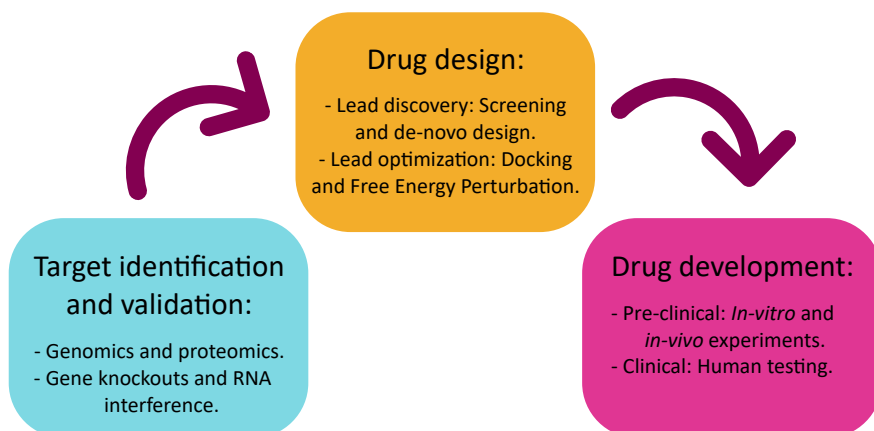 Drug design:
- Lead discovery: Screening
and de-novo design.
- Lead optimization: Docking
and Free Energy Perturbation.
Target identification
and validation:
- Genomics and proteomics.
- Gene knockouts and RNA
interference.
Drug development:
- Pre-clinical: In-vitro and
in-vivo experiments.
- Clinical: Human testing.